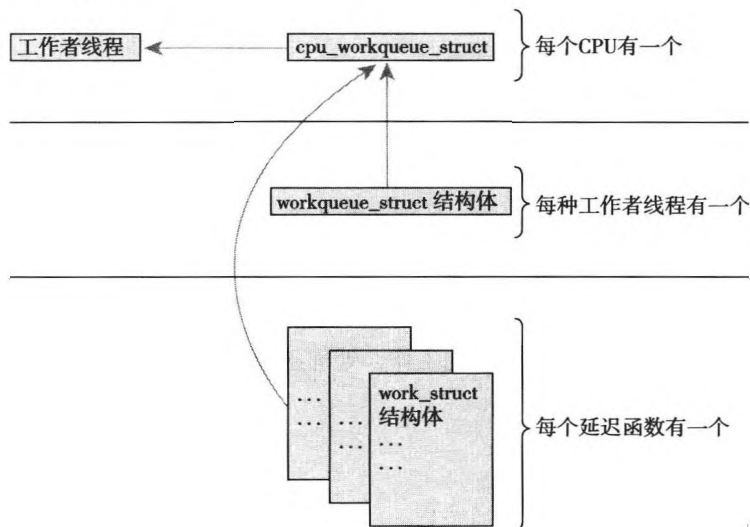 工作者线程
cpu_workqueue_struct
每个CPU有一个
workqueue_struct 结构体
每种工作者线程有一个
work_struct
结构体
...
...
...
...
...
...
每个延迟函数有一个